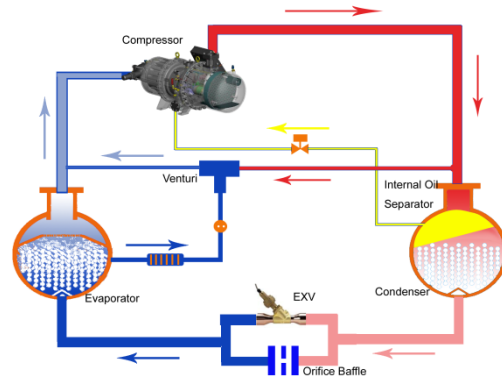 Compressor
Venturi
Internal Oil
Separator
Evaporator
Condenser
EXV
Orifice Baffle